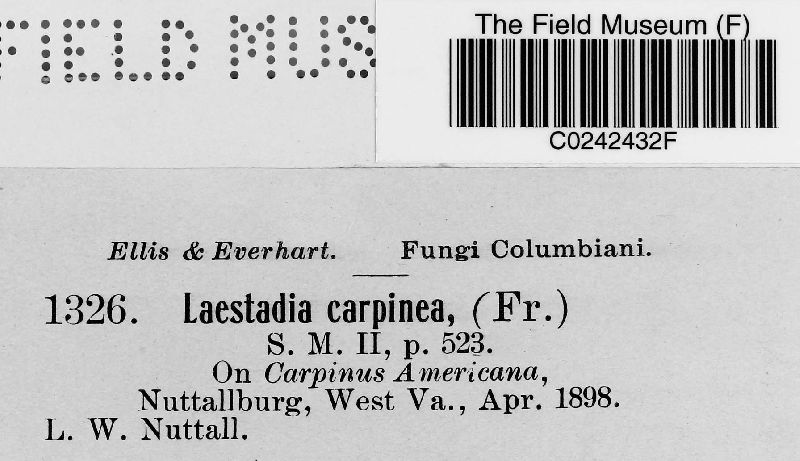 FIELD MUS
The Field Museum (F)
C0242432F
Ellis & Everhart. Fungi Columbiani.
1326. Laestadia carpinea, (Fr.)
S. M. II, p. 523.
On Carpinus Americana,
Nuttallburg, West Va., Apr. 1898.
L. W. Nuttall.